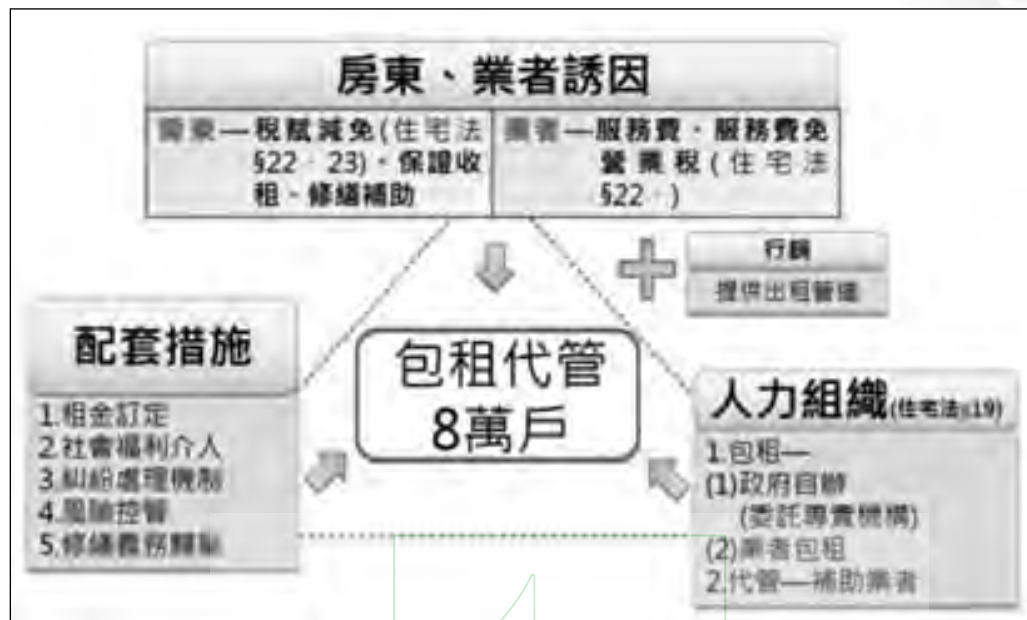 房東、業者誘因
房東—稅賦減免(住宅法
§22、23)、保證收
租、修繕補助
業者—服務費、服務費免
營業稅(住宅法
§22、)
行銷
提供出租管道
配套措施
1.租金訂定
2.社會福利介入
3.糾紛處理機制
4.風險控管
5.修繕義務歸屬
包租代管
8萬戶
人力組織(住宅法§19)
1.包租—
(1)政府自辦
(委託專責機構)
(2)業者包租
2.代管—補助業者